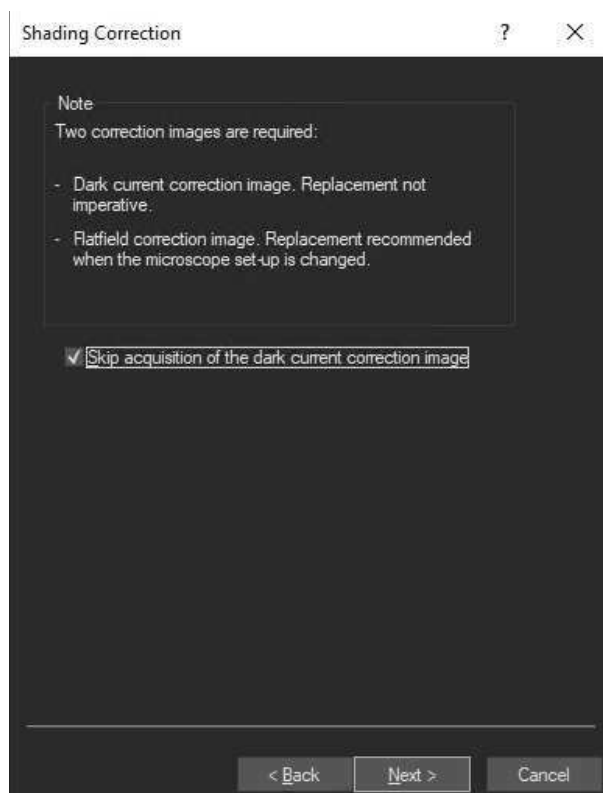 Shading Correction ? X
Note
Two correction images are required:
- Dark current correction image. Replacement not
imperative.
- Flatfield correction image. Replacement recommended
when the microscope set-up is changed.
Skip acquisition of the dark current correction image
< Back Next > Cancel